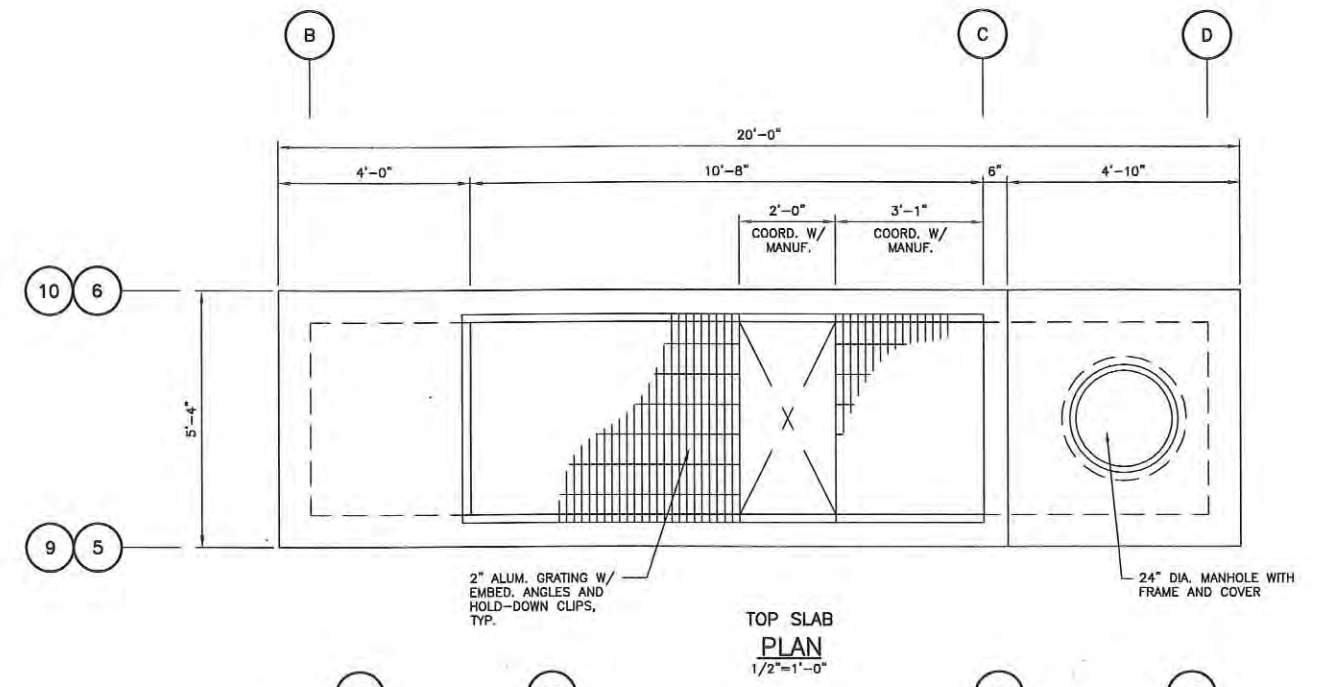 B
C
D
20'-0"
4'-0"
10'-8"
6"
4'-10"
2'-0"
COORD. W/
MANUF.
3'-1"
COORD. W/
MANUF.
10 6
5'-4"
9 5
2" ALUM. GRATING W/
EMBED. ANGLES AND
HOLD-DOWN CLIPS,
TYP.
24" DIA. MANHOLE WITH
FRAME AND COVER
TOP SLAB
PLAN
1/2"=1'-0"